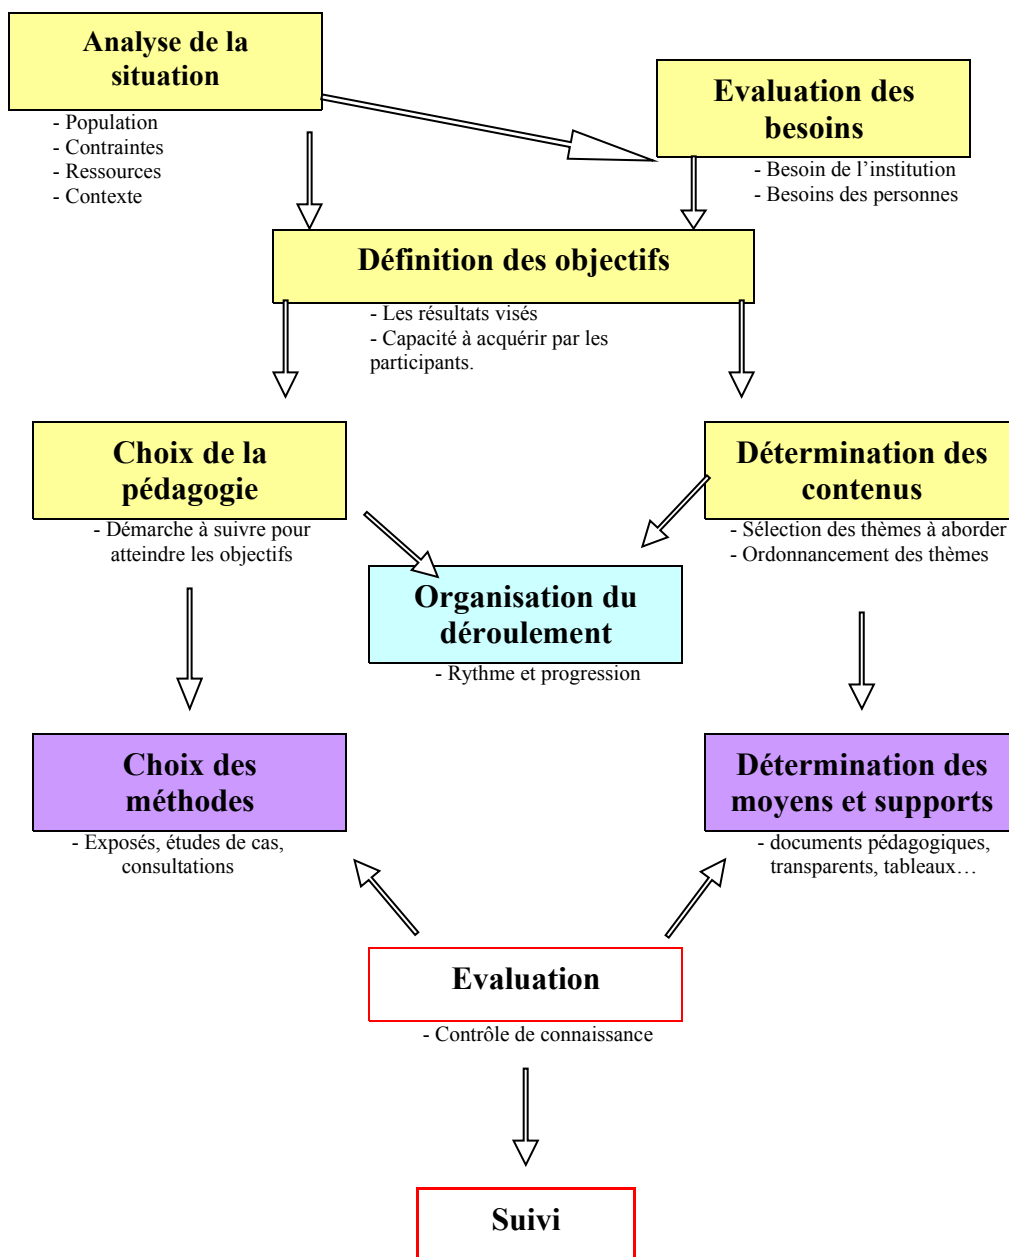 Analyse de la
situation
- Population
- Contraintes
- Ressources
- Contexte
Evaluation des
besoins
- Besoin de l’institution
- Besoins des personnes
Définition des objectifs
- Les résultats visés
- Capacité à acquérir par les
participants.
Choix de la
pédagogie
- Démarche à suivre pour
atteindre les objectifs
Détermination des
contenus
- Sélection des thèmes à aborder
- Ordonnancement des thèmes
Organisation du
déroulement
- Rythme et progression
Choix des
méthodes
- Exposés, études de cas,
consultations
Détermination des
moyens et supports
- documents pédagogiques,
transparents, tableaux…
Evaluation
- Contrôle de connaissance
Suivi